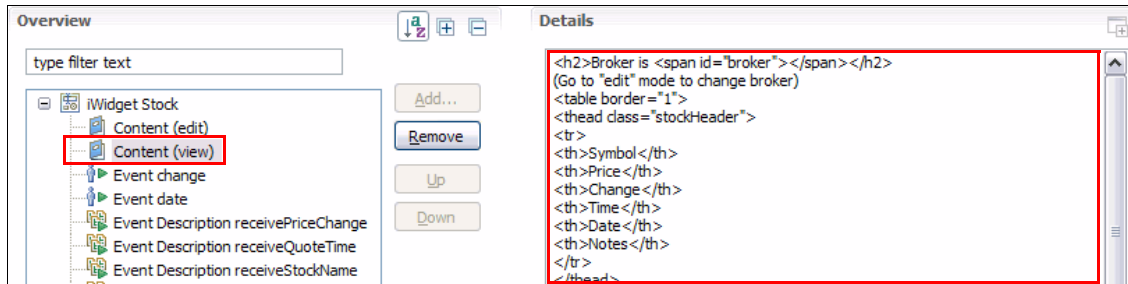 Overview
type filter text
iWidget Stock
Content (edit)
Content (view)
Event change
Event date
Event Description receivePriceChange
Event Description receiveQuoteTime
Event Description receiveStockName
Add...
Remove
Up
Down
Details
<h2>Broker is <span id="broker"></span></h2>
(Go to "edit" mode to change broker)
<table border="1">
<thead class="stockHeader">
<tr>
<th>Symbol</th>
<th>Price</th>
<th>Change</th>
<th>Time</th>
<th>Date</th>
<th>Notes</th>
</tr>
</thead>